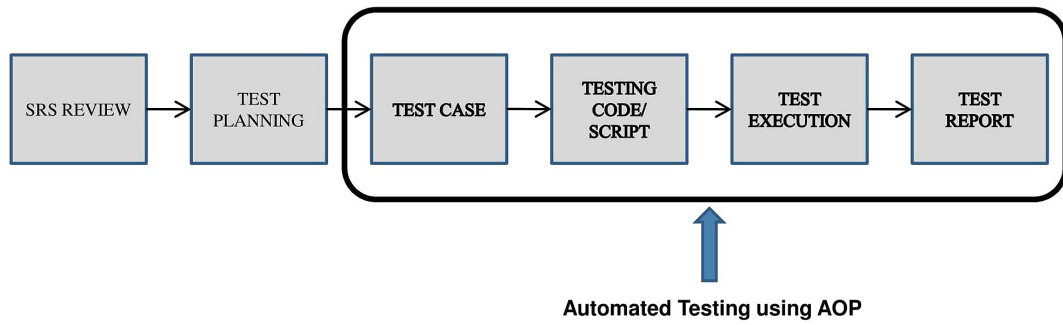 SRS REVIEW
TEST
PLANNING
TEST CASE
TESTING
CODE/
SCRIPT
TEST
EXECUTION
TEST
REPORT
Automated Testing using AOP